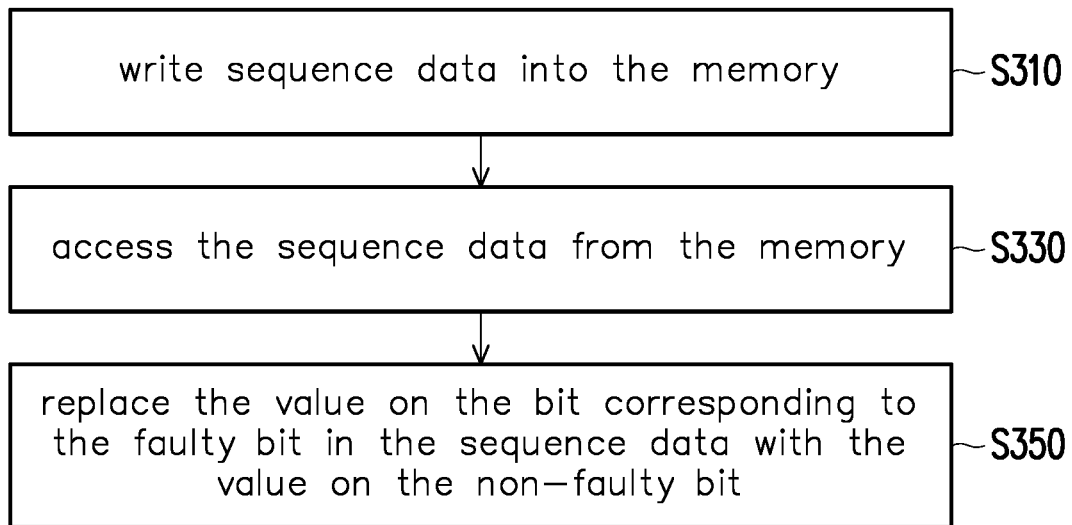 write sequence data into the memory
S310
access the sequence data from the memory
S330
replace the value on the bit corresponding to
the faulty bit in the sequence data with the
value on the non-faulty bit
S350